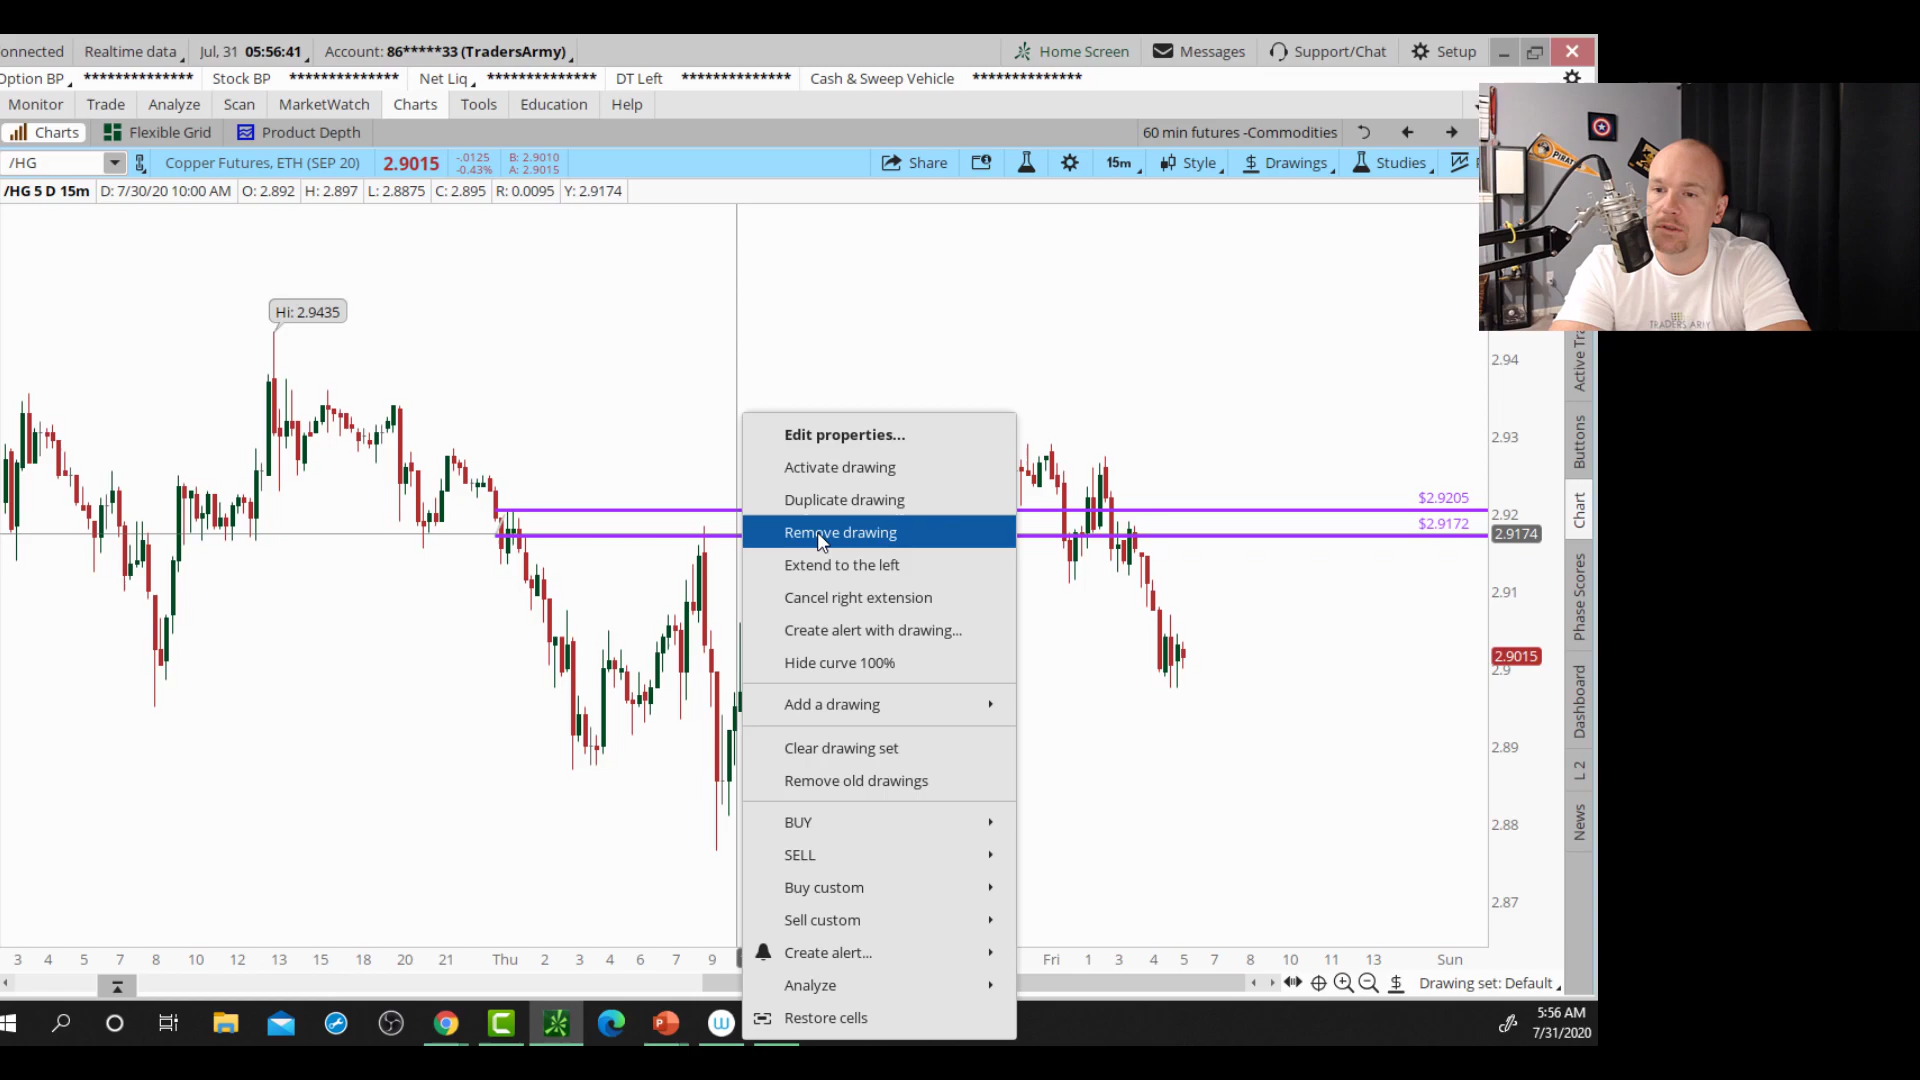 onnected Realtime data Jul, 31 05:56:41 Account: 86*****33 (TradersArmy) Home Screen Messages Support/Chat Setup
Option BP ************** Stock BP ************** Net Liq ************** DT Left ************** Cash & Sweep Vehicle **************
Monitor Trade Analyze Scan MarketWatch Charts Tools Education Help
Charts Flexible Grid Product Depth 60 min futures -Commodities
/HG Copper Futures, ETH (SEP 20) 2.9015 -.0125 -0.43% B: 2.9010 A: 2.9015 Share 15m Style Drawings Studies
/HG 5 D 15m D: 7/30/20 10:00 AM O: 2.892 H: 2.897 L: 2.8875 C: 2.895 R: 0.0095 Y: 2.9174
PIRAT
TRADERS ARMY
Hi: 2.9435
2.94
2.93
$2.9205
2.92
$2.9172
2.9174
2.91
2.9015
2.9
2.89
2.88
2.87
Edit properties...
Activate drawing
Duplicate drawing
Remove drawing
Extend to the left
Cancel right extension
Create alert with drawing...
Hide curve 100%
Add a drawing
Clear drawing set
Remove old drawings
BUY
SELL
Buy custom
Sell custom
Create alert...
Analyze
Restore cells
Active Tra
Buttons
Chart
Phase Scores
Dashboard
L 2
News
3 4 5 6 7 8 10 12 13 15 16 18 20 21 Thu 2 3 4 5 6 7 9 Fri 1 3 4 5 7 8 10 11 13 Sun
Drawing set: Default
5:56 AM
7/31/2020